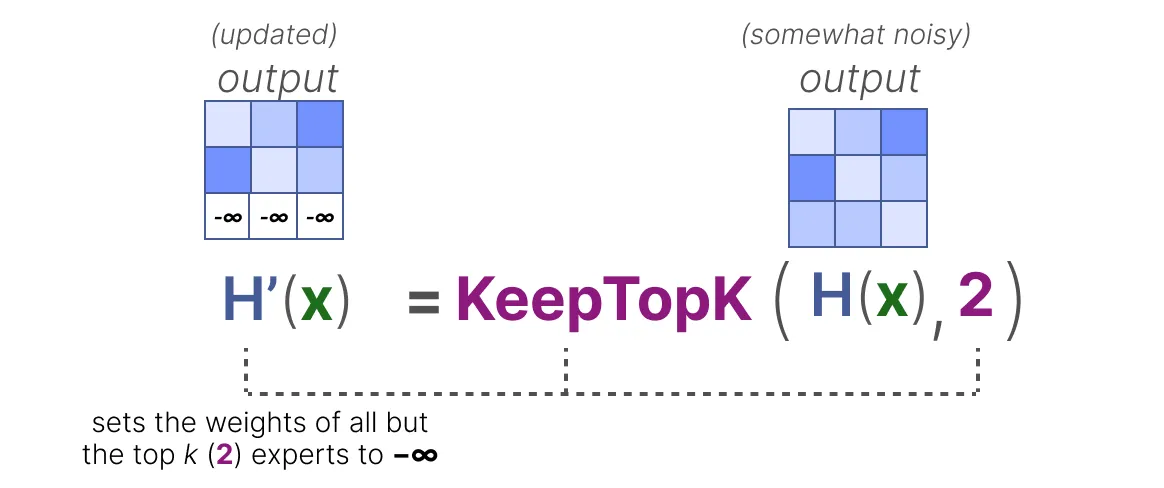 (updated)
output
(somewhat noisy)
output
-∞ -∞ -∞
H’(x) = KeepTopK ( H(x), 2 )
sets the weights of all but
the top k (2) experts to -∞